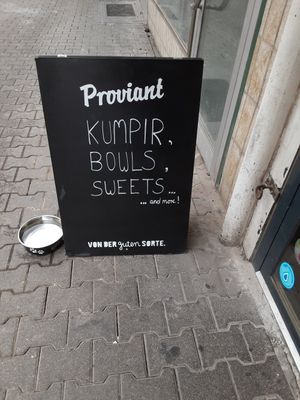 Proviant
KUMPIR,
BOWLS,
SWEETS...
... and more!
VON DER guten SORTE.